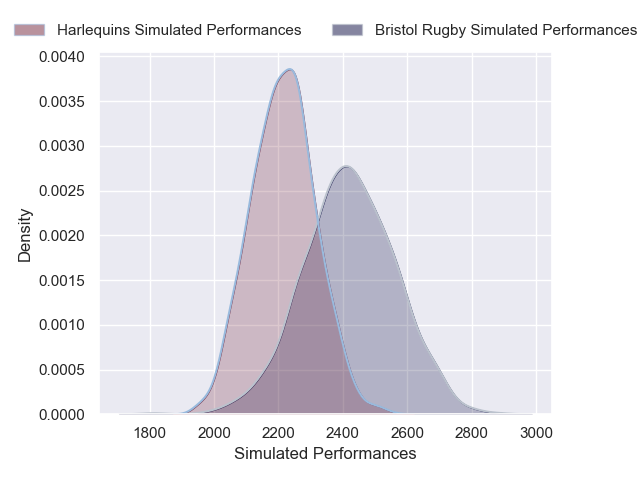 Harlequins Simulated Performances Bristol Rugby Simulated Performances
0.0040
0.0035
0.0030
0.0025
0.0020
0.0015
0.0010
0.0005
0.0000
Density
1800 2000 2200 2400 2600 2800 3000
Simulated Performances